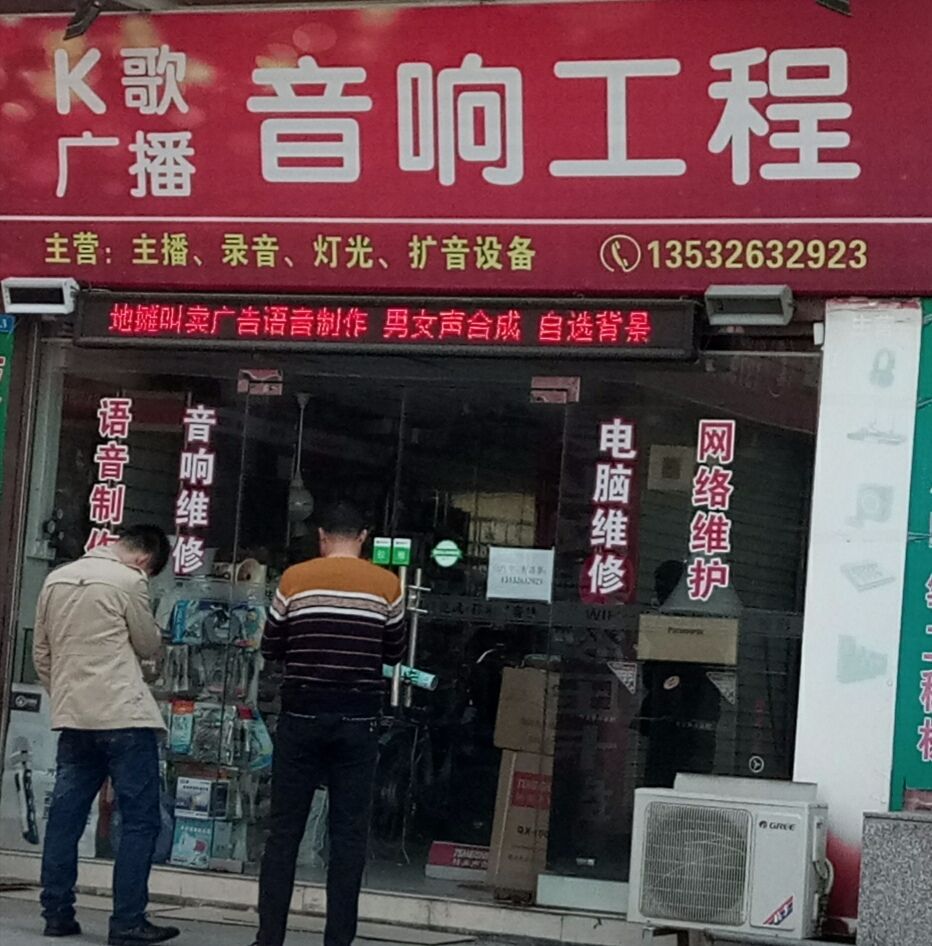 K歌
广播
音响工程
主营：主播、录音、灯光、扩音设备
13532632923
地摊叫卖广告语音制作 男女声合成 自选背景
语音制作
音响维修
电脑维修
网络维护
13532632923
Panasonic
GREE